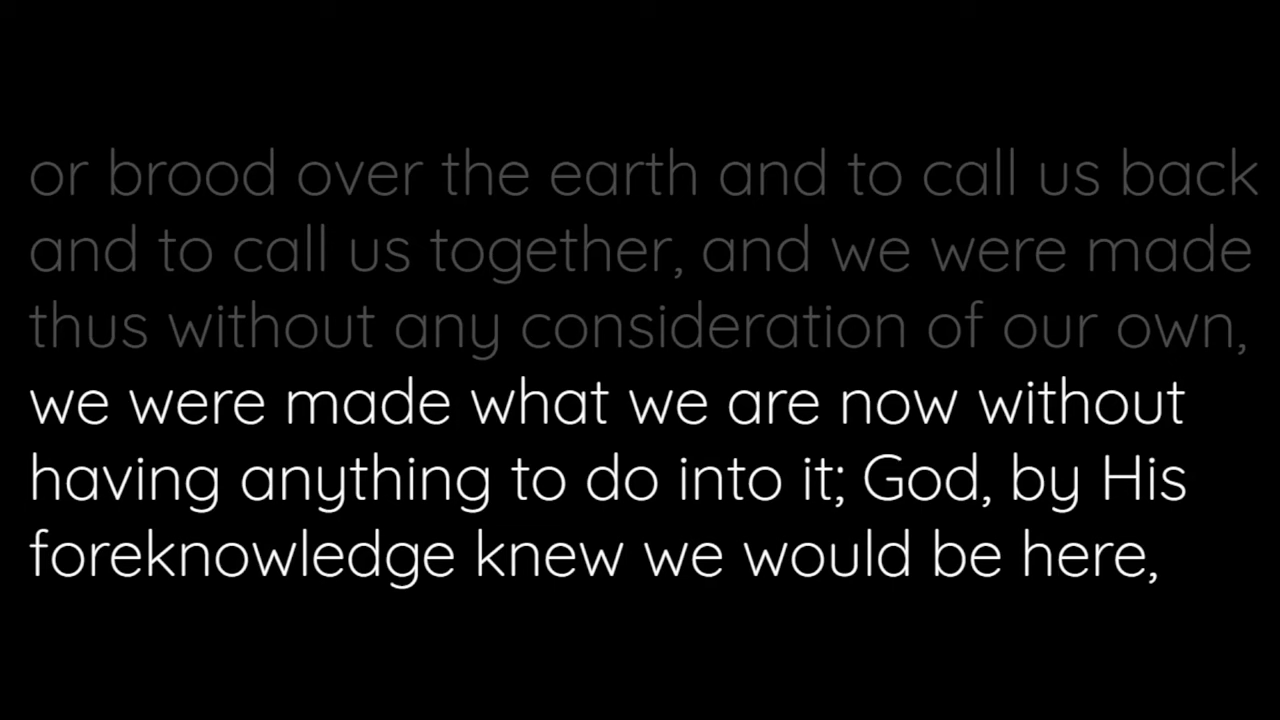 or brood over the earth and to call us back
and to call us together, and we were made
thus without any consideration of our own,
we were made what we are now without
having anything to do into it; God, by His
foreknowledge knew we would be here,